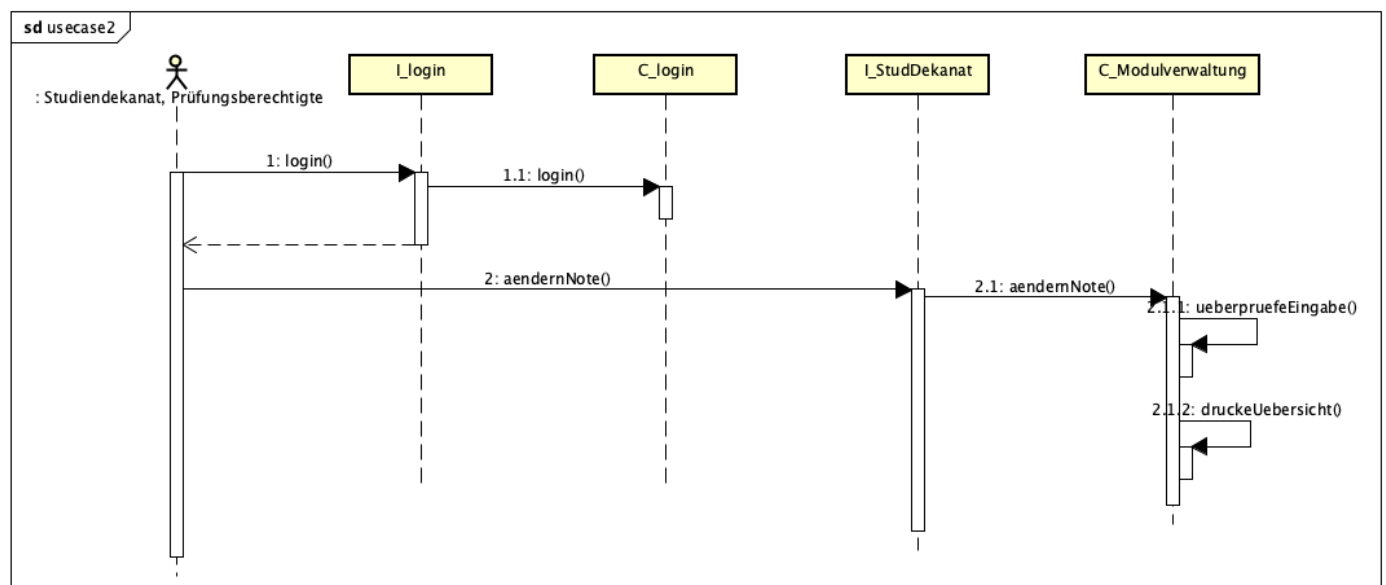 sd usecase2
: Studiendekanat, Prüfungsberechtigte
I_login
C_login
I_StudDekanat
C_Modulverwaltung
1: login()
1.1: login()
2: aendernNote()
2.1: aendernNote()
2.1.1: ueberpruefeEingabe()
2.1.2: druckeUebersicht()